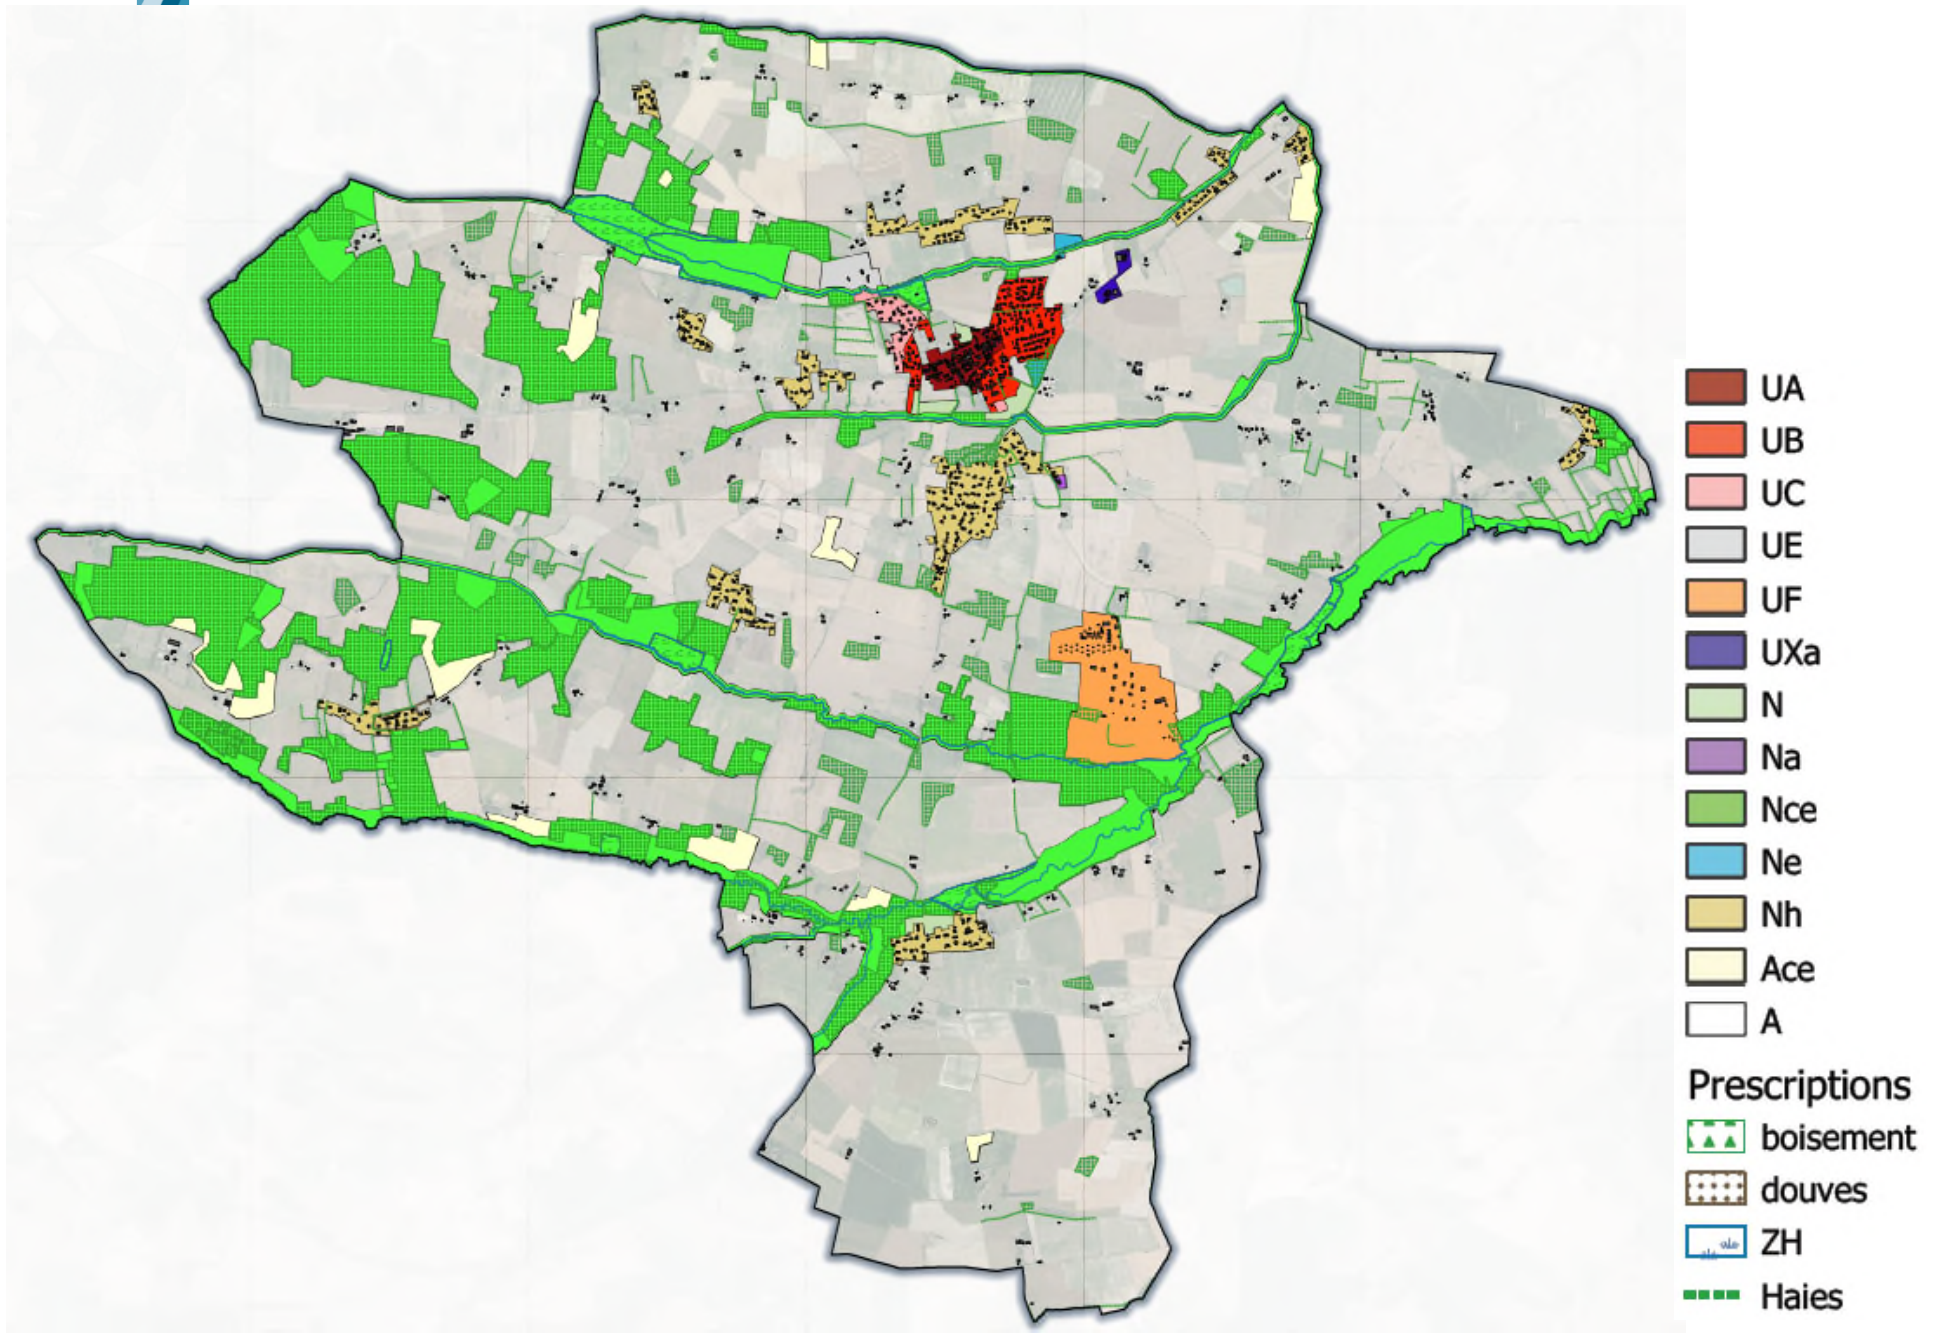 UA
UB
UC
UE
UF
UXa
N
Na
Nce
Ne
Nh
Ace
A
Prescriptions
boisement
douves
ZH
Haies